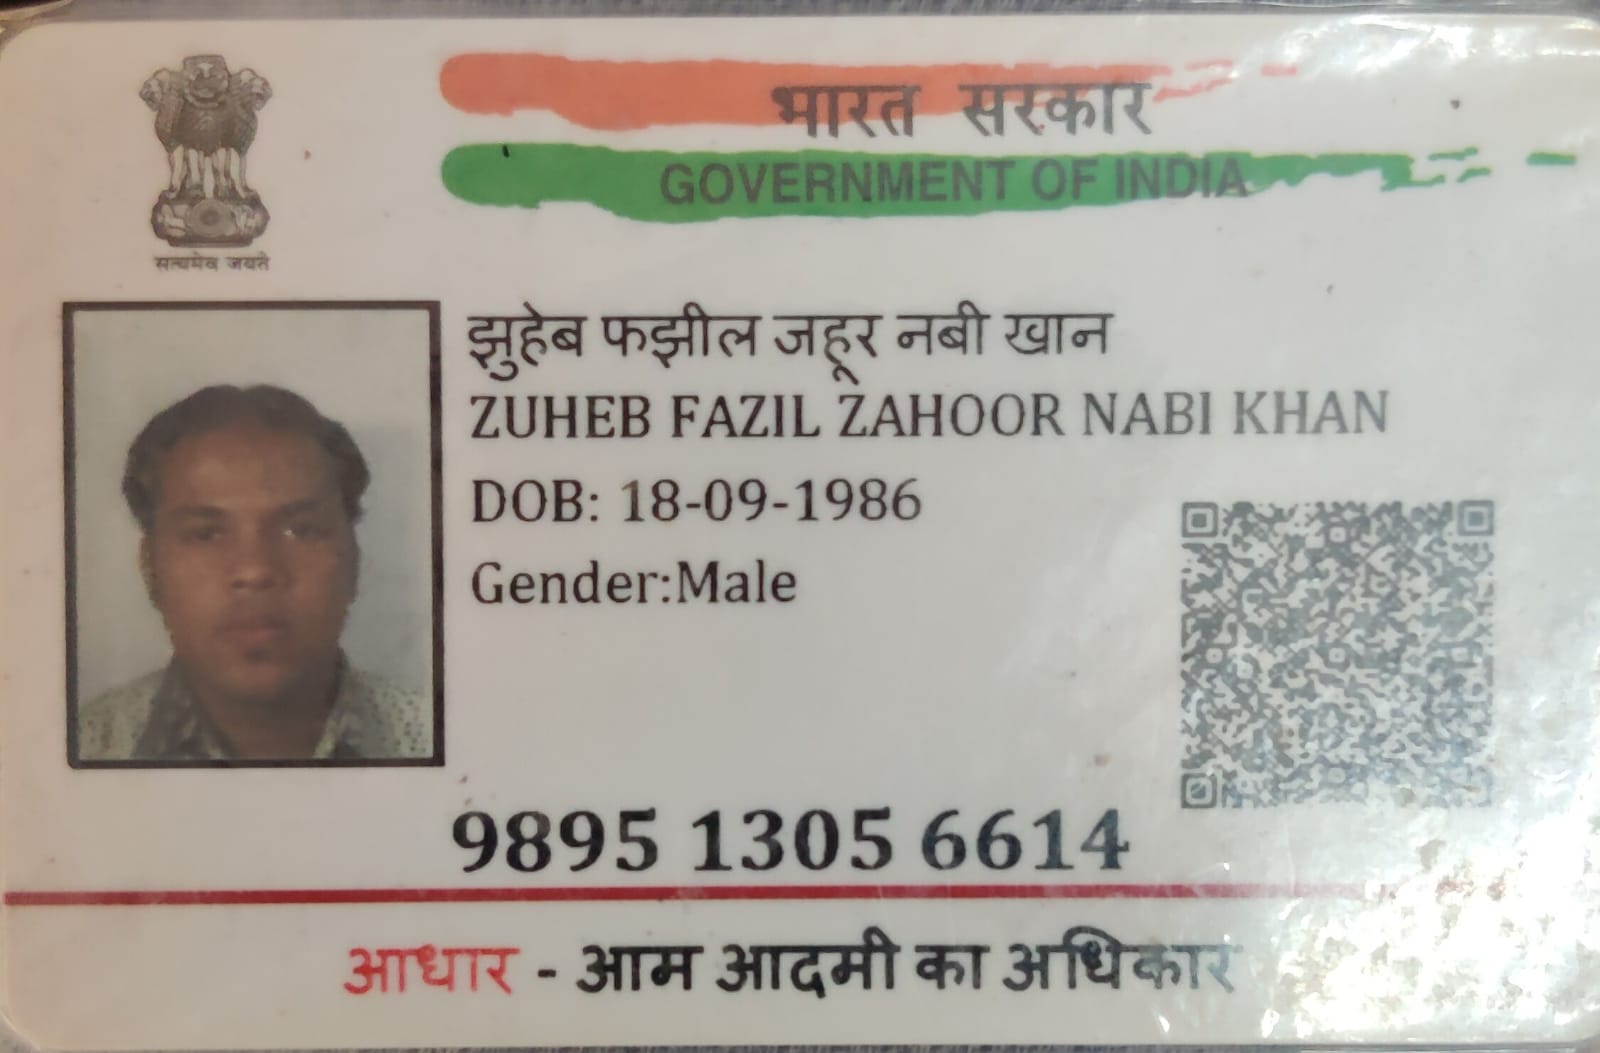 भारत सरकार
GOVERNMENT OF INDIA
सत्यमेव जयते
झुहेब फझील जहूर नबी खान
ZUHEB FAZIL ZAHOOR NABI KHAN
DOB: 18-09-1986
Gender:Male
9895 1305 6614
आधार - आम आदमी का अधिकार